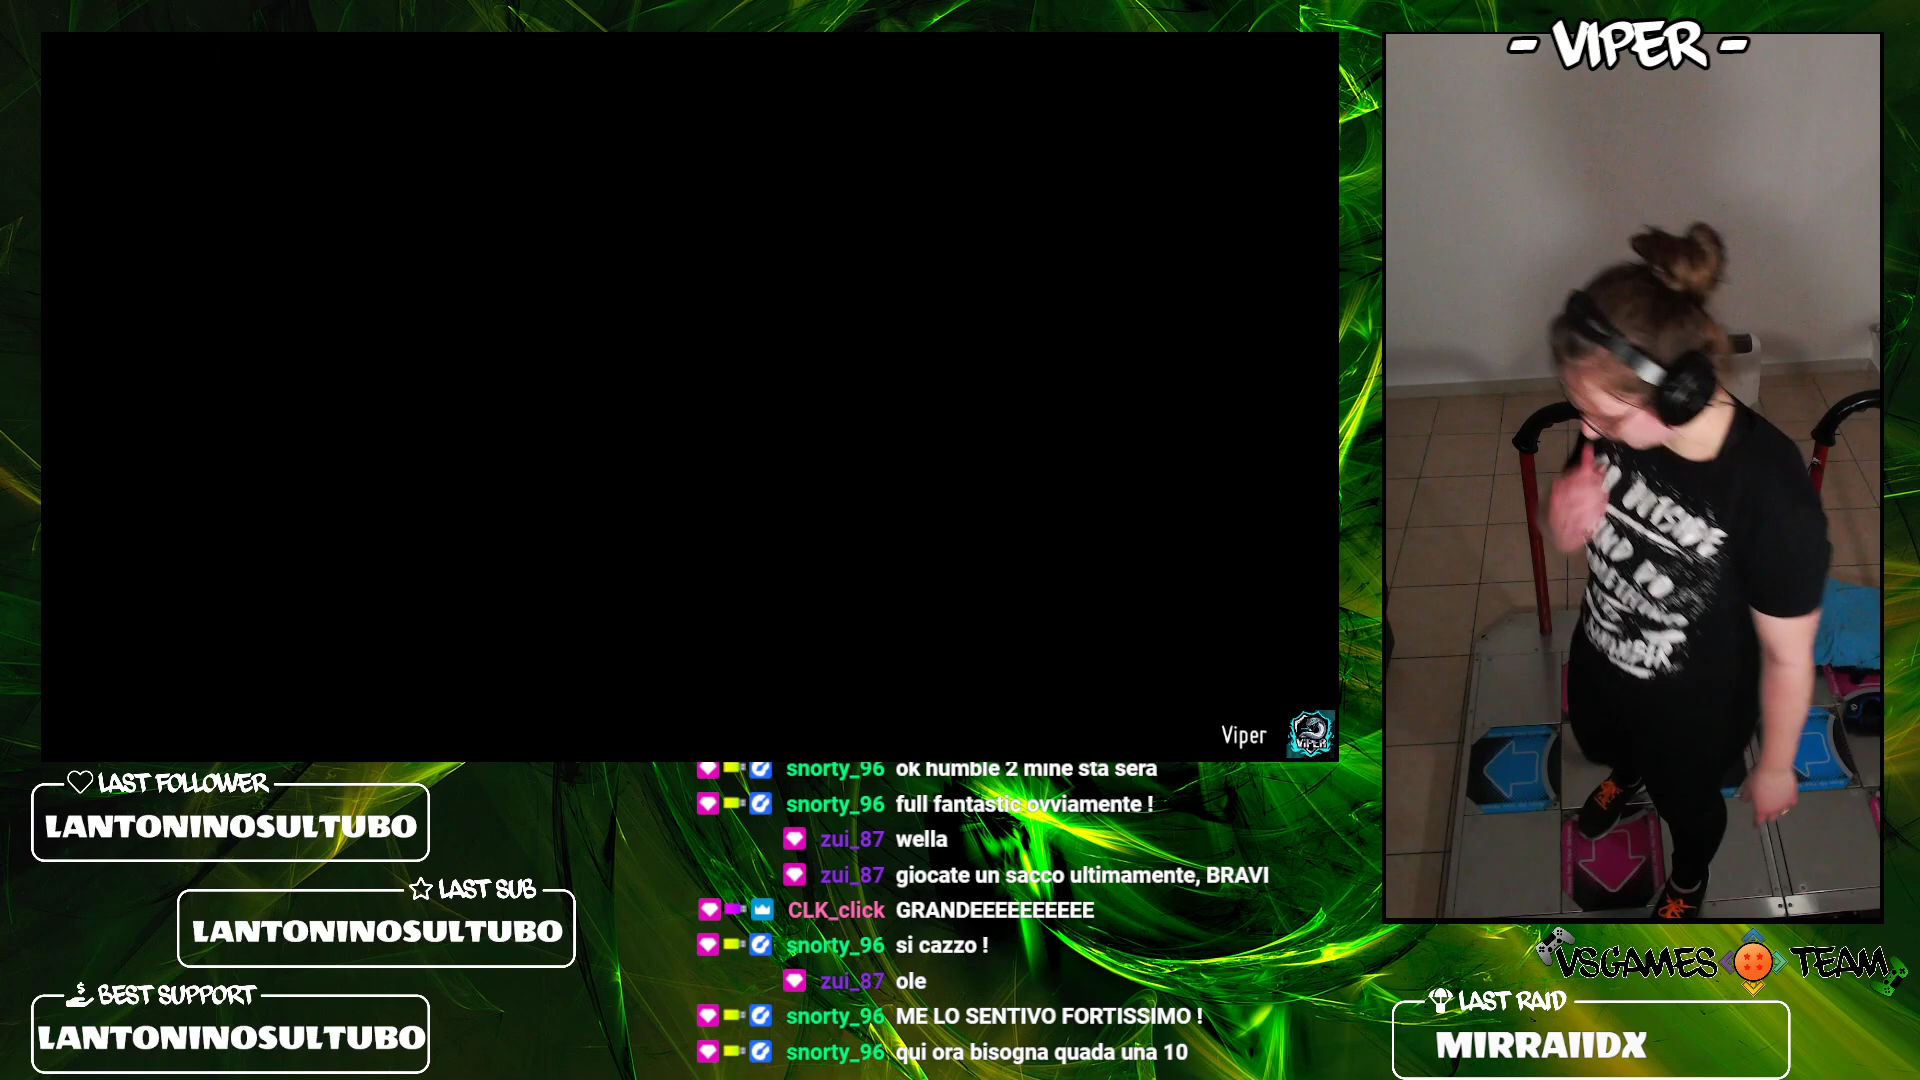 - VIPER -
Viper
VIPER
LAST FOLLOWER
LANTONINOSULTUBO
LAST SUB
LANTONINOSULTUBO
BEST SUPPORT
LANTONINOSULTUBO
snorty_96 ok humble 2 mine sta sera
snorty_96 full fantastic ovviamente !
zui_87 wella
zui_87 giocate un sacco ultimamente, BRAVI
CLK_click GRANDEEEEEEEEEE
snorty_96 si cazzo !
zui_87 ole
snorty_96 ME LO SENTIVO FORTISSIMO !
snorty_96 qui ora bisogna quada una 10
VSGAMES TEAM
LAST RAID
MIRRAIIDX